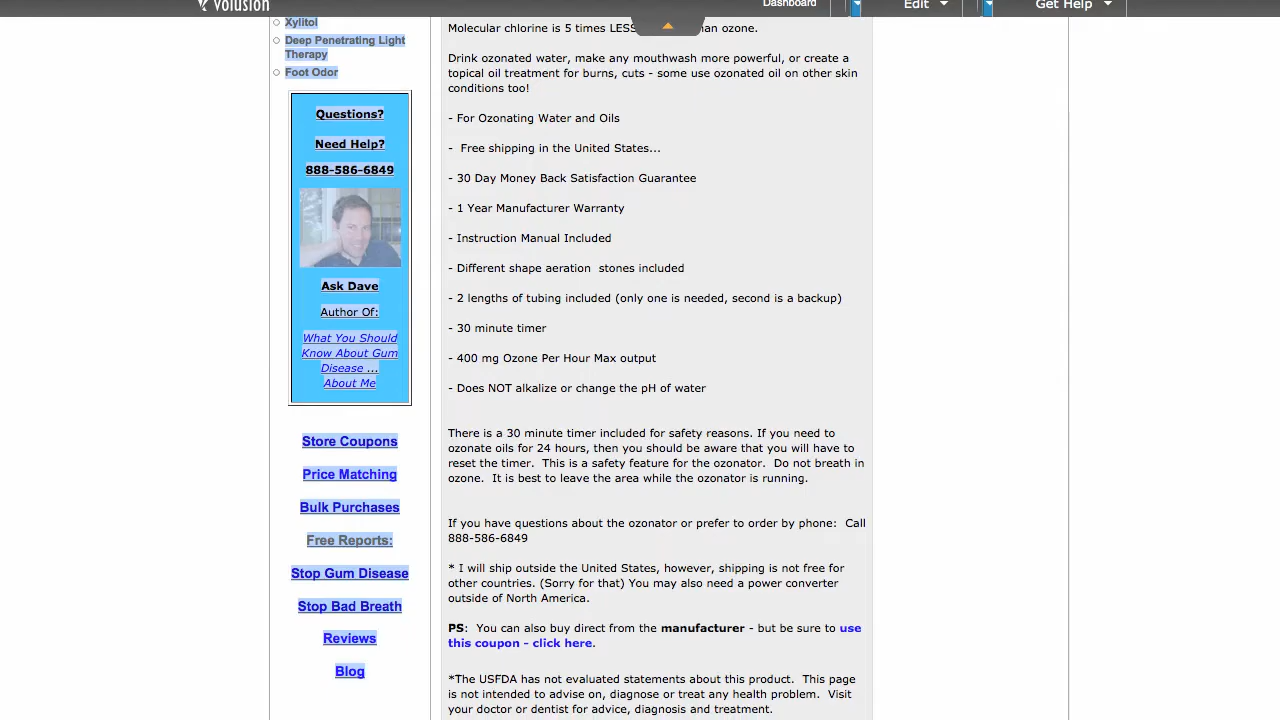 Volusion
Dashboard
Edit
Get Help
Xylitol
Deep Penetrating Light
Therapy
Foot Odor
Questions?
Need Help?
888-586-6849
Ask Dave
Author Of:
What You Should
Know About Gum
Disease ...
About Me
Store Coupons
Price Matching
Bulk Purchases
Free Reports:
Stop Gum Disease
Stop Bad Breath
Reviews
Blog
Molecular chlorine is 5 times LESS an ozone.
Drink ozonated water, make any mouthwash more powerful, or create a
topical oil treatment for burns, cuts - some use ozonated oil on other skin
conditions too!
- For Ozonating Water and Oils
- Free shipping in the United States...
- 30 Day Money Back Satisfaction Guarantee
- 1 Year Manufacturer Warranty
- Instruction Manual Included
- Different shape aeration stones included
- 2 lengths of tubing included (only one is needed, second is a backup)
- 30 minute timer
- 400 mg Ozone Per Hour Max output
- Does NOT alkalize or change the pH of water
There is a 30 minute timer included for safety reasons. If you need to
ozonate oils for 24 hours, then you should be aware that you will have to
reset the timer. This is a safety feature for the ozonator. Do not breath in
ozone. It is best to leave the area while the ozonator is running.
If you have questions about the ozonator or prefer to order by phone: Call
888-586-6849
* I will ship outside the United States, however, shipping is not free for
other countries. (Sorry for that) You may also need a power converter
outside of North America.
PS: You can also buy direct from the manufacturer - but be sure to use
this coupon - click here.
*The USFDA has not evaluated statements about this product. This page
is not intended to advise on, diagnose or treat any health problem. Visit
your doctor or dentist for advice, diagnosis and treatment.